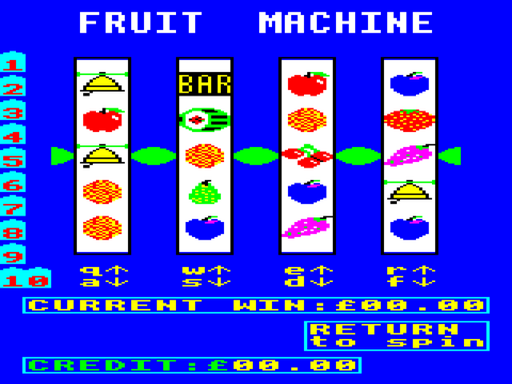 FRUIT MACHINE
1
2
3
4
5
6
7
8
9
10
BAR
q↑ w↑ e↑ r↑
a↓ s↓ d↓ f↓
CURRENT WIN:£00.00
RETURN
to spin
CREDIT:£00.00